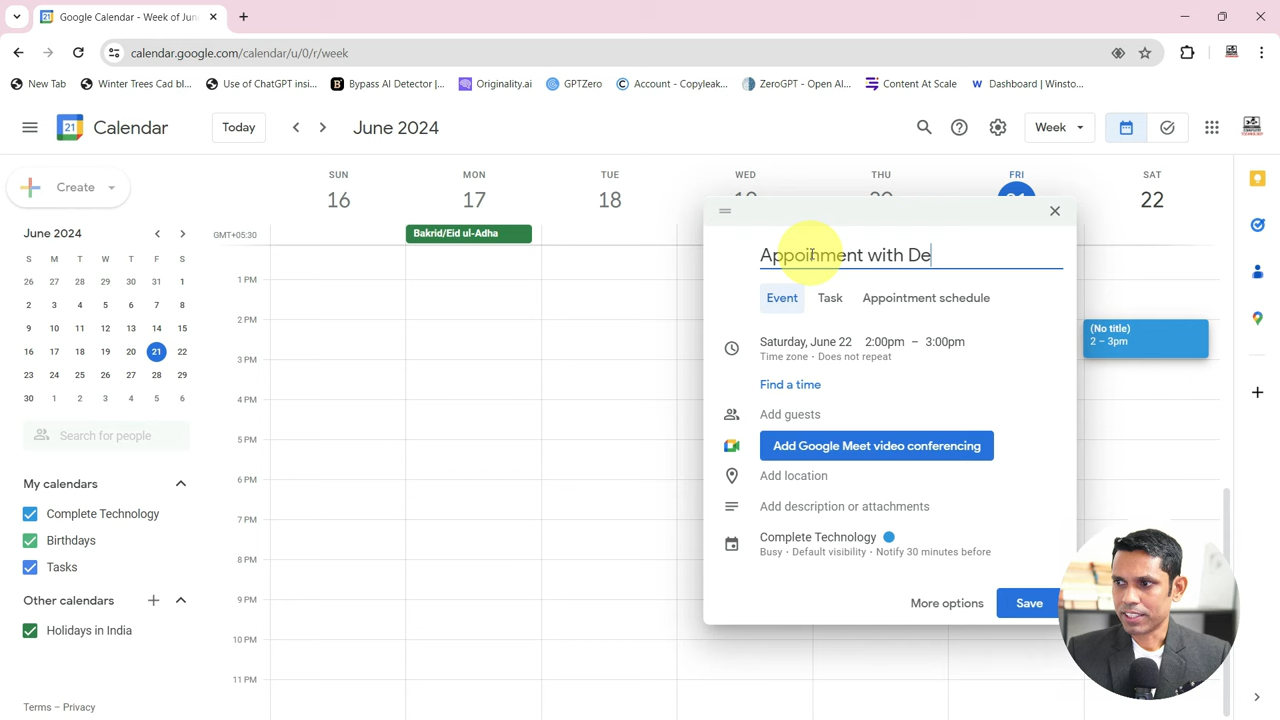 Google Calendar - Week of Jun
calendar.google.com/calendar/u/0/r/week
New Tab
Winter Trees Cad bl...
Use of ChatGPT insi...
Bypass AI Detector |...
Originality.ai
GPTZero
Account - Copyleak...
ZeroGPT - Open AI...
Content At Scale
Dashboard | Winsto...
21
Calendar
Today
June 2024
Week
Create
June 2024
S M T W T F S
26 27 28 29 30 31 1
2 3 4 5 6 7 8
9 10 11 12 13 14 15
16 17 18 19 20 21 22
23 24 25 26 27 28 29
30 1 2 3 4 5 6
Search for people
My calendars
Complete Technology
Birthdays
Tasks
Other calendars
Holidays in India
Terms – Privacy
SUN MON TUE WED THU FRI SAT
16 17 18 19 20 22
GMT+05:30
Bakrid/Eid ul-Adha
1 PM
2 PM
3 PM
4 PM
5 PM
6 PM
7 PM
8 PM
9 PM
10 PM
11 PM
(No title)
2 – 3pm
Appoinment with De
Event Task Appointment schedule
Saturday, June 22 2:00pm – 3:00pm
Time zone · Does not repeat
Find a time
Add guests
Add Google Meet video conferencing
Add location
Add description or attachments
Complete Technology
Busy · Default visibility · Notify 30 minutes before
More options
Save